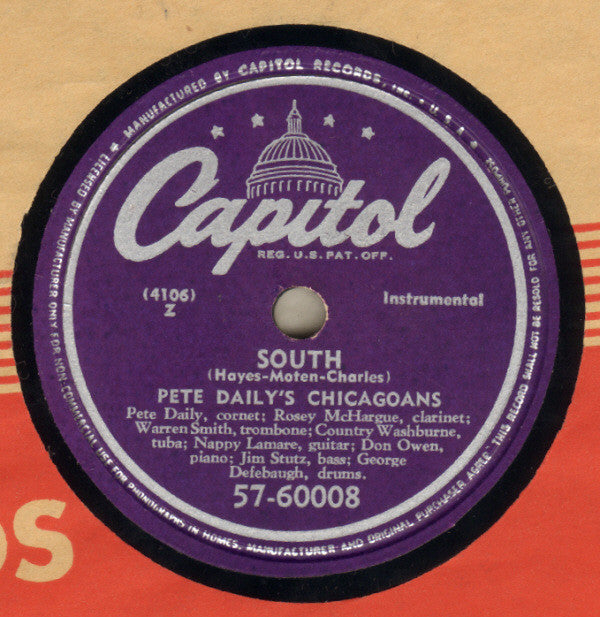 Capitol
REG. U.S. PAT. OFF.
(4106)
Z
Instrumental
SOUTH
(Hayes-Moten-Charles)
PETE DAILY'S CHICAGOANS
Pete Daily, cornet; Rosey McHargue, clarinet;
Warren Smith, trombone; Country Washburne,
tuba; Nappy Lamare, guitar; Don Owen,
piano; Jim Stutz, bass; George
Defebaugh, drums.
57-60008
MANUFACTURED BY CAPITOL RECORDS, INC. • U.S.A.
LICENSED BY MANUFACTURER ONLY FOR NON-COMMERCIAL USE FOR PHONOGRAPHS IN HOMES. MANUFACTURER AND ORIGINAL PURCHASER AGREE "THIS RECORD SHALL NOT BE RESOLD FOR ANY OTHER PURPOSE
DS